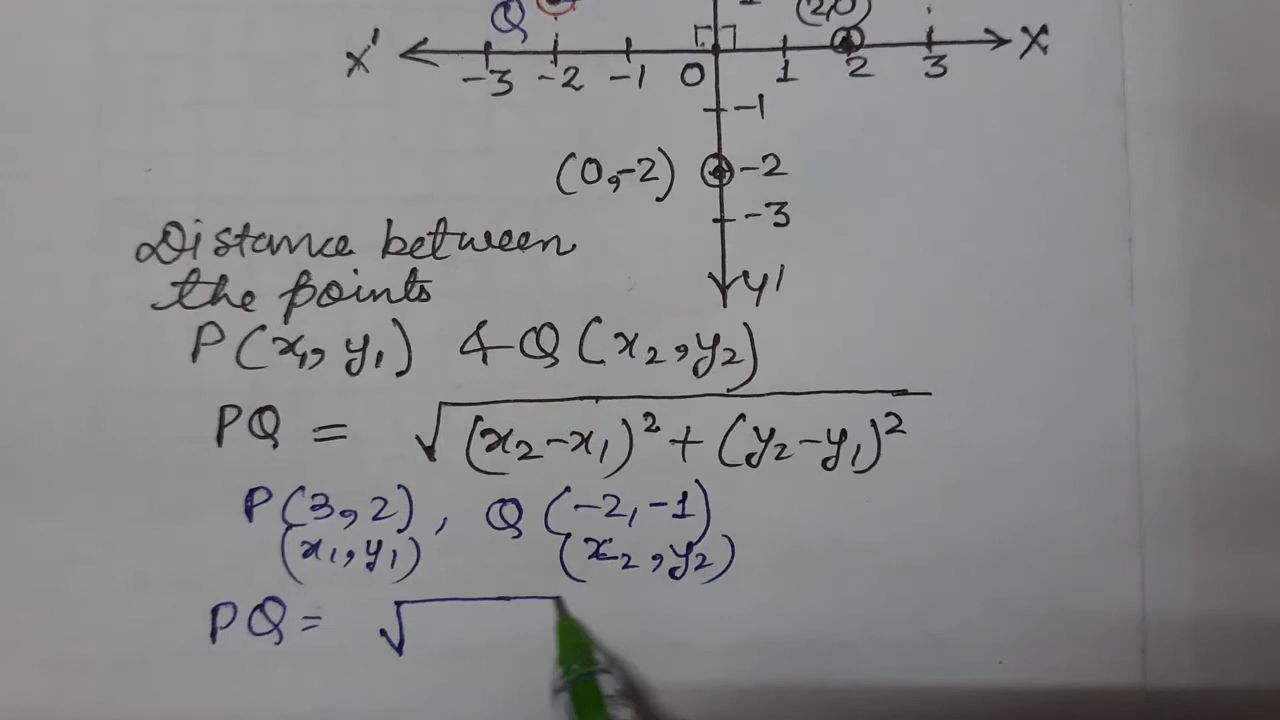 Q (2,0)
X' -3 -2 -1 0 1 2 3 X
-1
(0,-2) -2
-3
Distance between
y'
the points
P(x₁, y₁) & Q(x₂, y₂)
PQ = √(x₂-x₁)² + (y₂-y₁)²
P(3,2), Q(-2,-1)
(x₁,y₁) (x₂,y₂)
PQ = √